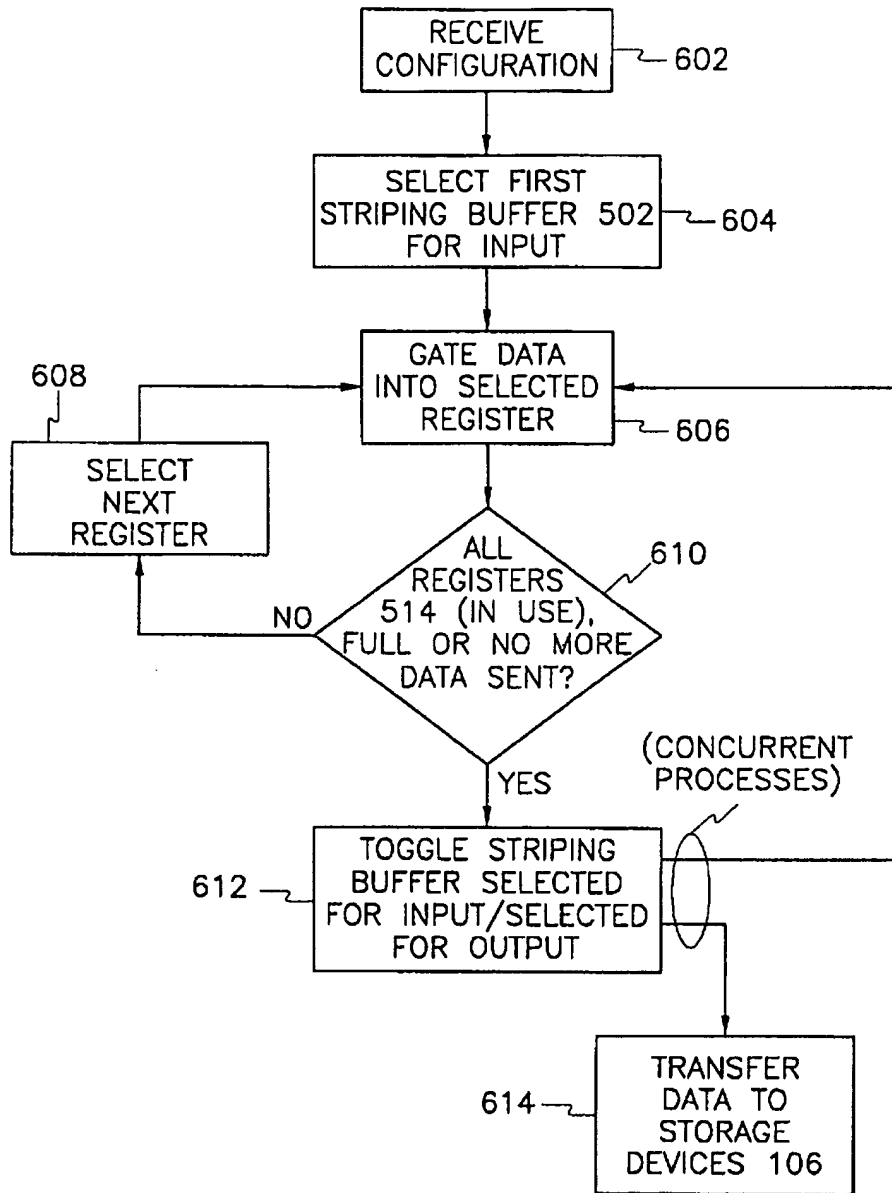 RECEIVE
CONFIGURATION
602
SELECT FIRST
STRIPING BUFFER 502
FOR INPUT
604
GATE DATA
INTO SELECTED
REGISTER
606
608
SELECT
NEXT
REGISTER
ALL
REGISTERS
514 (IN USE),
FULL OR NO MORE
DATA SENT?
610
NO
YES
(CONCURRENT
PROCESSES)
TOGGLE STRIPING
BUFFER SELECTED
FOR INPUT/SELECTED
FOR OUTPUT
612
TRANSFER
DATA TO
STORAGE
DEVICES 106
614